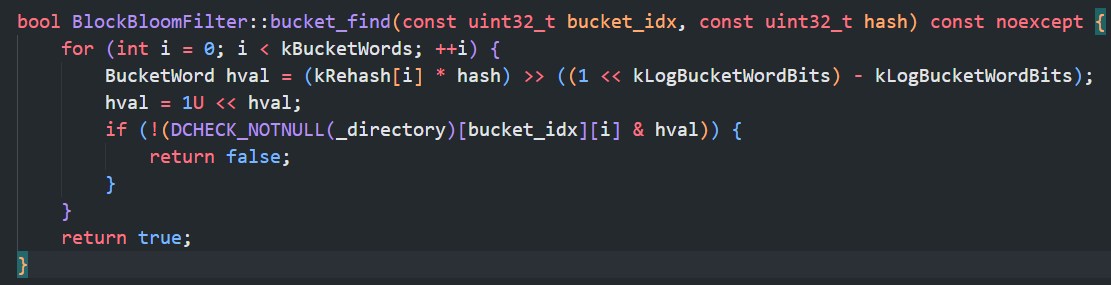 bool BlockBloomFilter::bucket_find(const uint32_t bucket_idx, const uint32_t hash) const noexcept {
    for (int i = 0; i < kBucketWords; ++i) {
        BucketWord hval = (kRehash[i] * hash) >> ((1 << kLogBucketWordBits) - kLogBucketWordBits);
        hval = 1U << hval;
        if (!(DCHECK_NOTNULL(_directory)[bucket_idx][i] & hval)) {
            return false;
        }
    }
    return true;
}